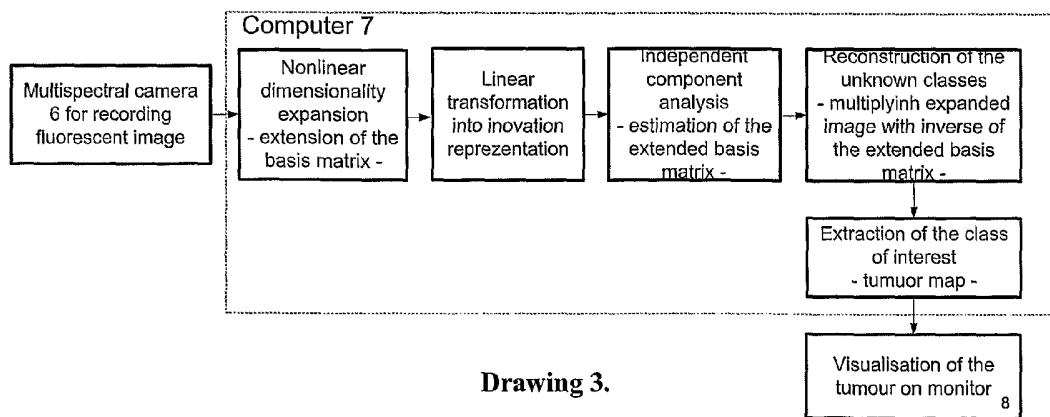 Computer 7
Multispectral camera
6 for recording
fluorescent image
Nonlinear
dimensionality
expansion
- extension of the
basis matrix -
Linear
transformation
into inovation
reprezentation
Independent
component
analysis
- estimation of the
extended basis
matrix -
Reconstruction of the
unknown classes
- multiplyinh expanded
image with inverse of
the extended basis
matrix -
Extraction of the class
of interest
- tumuor map -
Visualisation of the
tumour on monitor
8
Drawing 3.